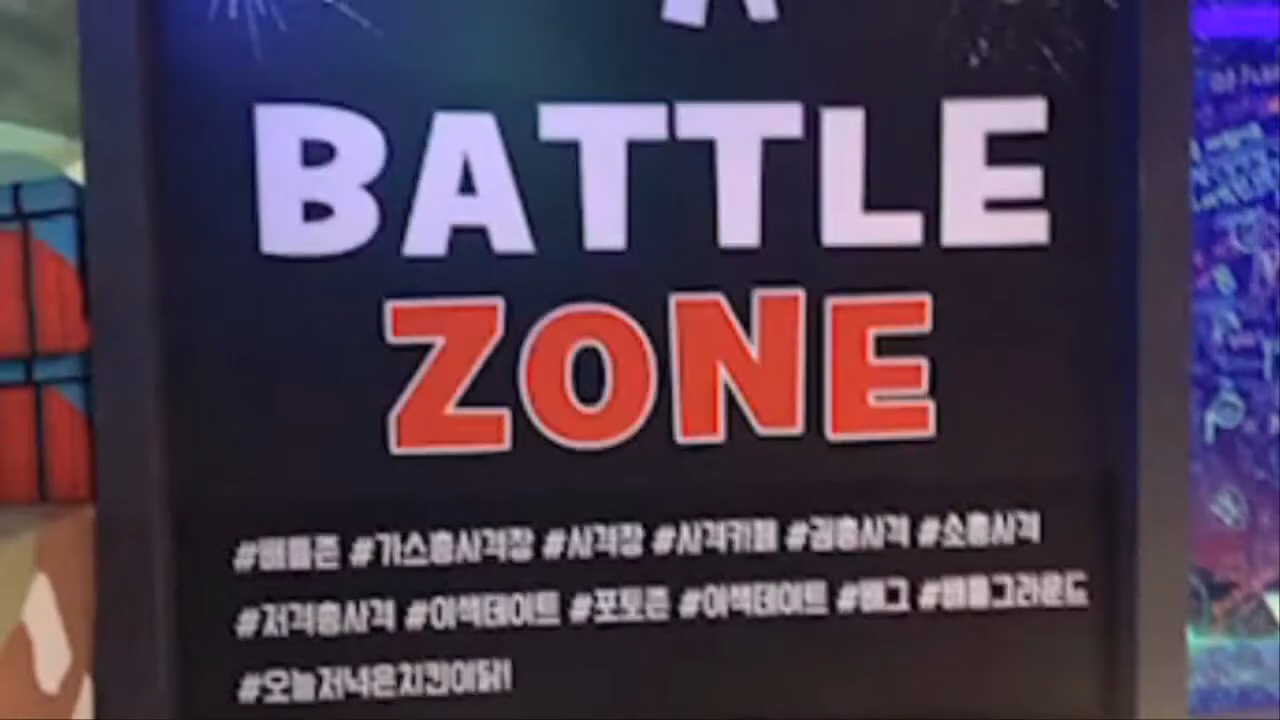 BATTLE
ZONE
#배틀존 #가스총사격장 #사격장 #사격카페 #권총사격 #소총사격
#저격총사격 #이색데이트 #포토존 #이색데이트 #배그 #배틀그라운드
#오늘저녁은치킨이닭!